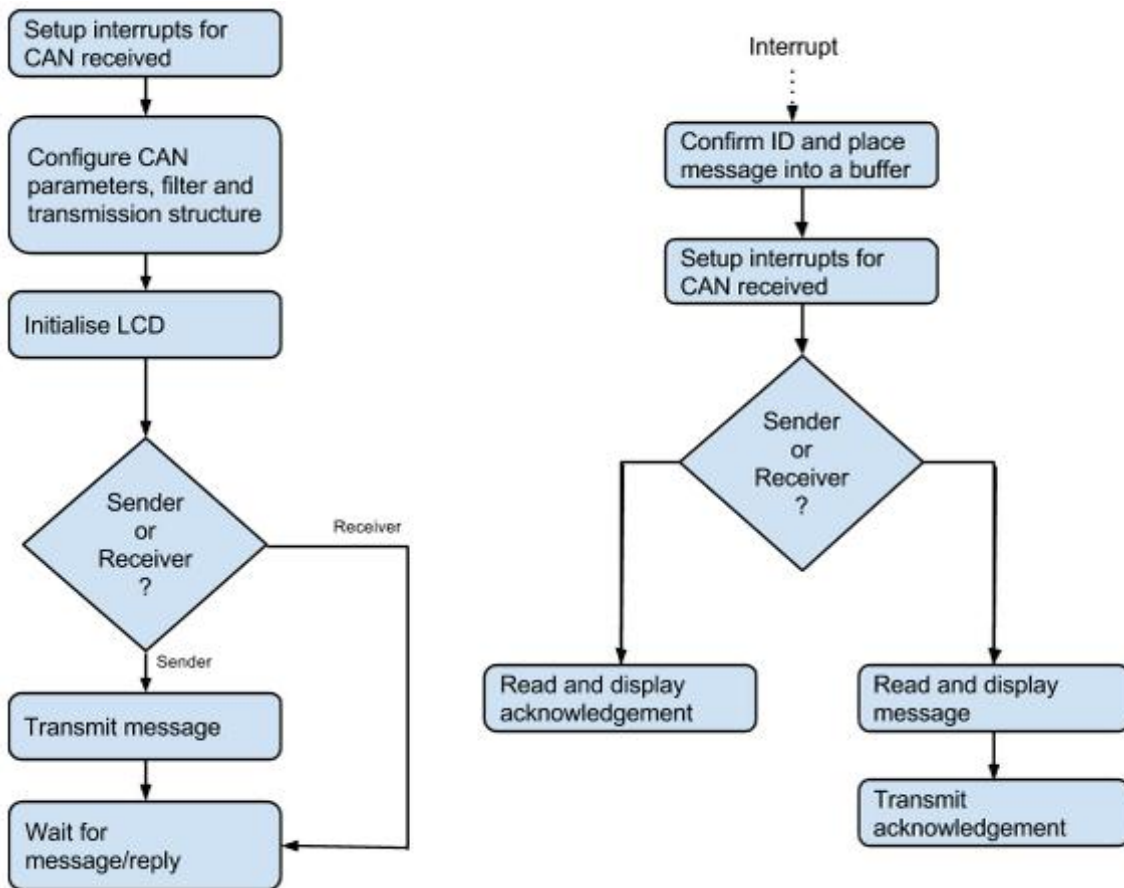 Setup interrupts for
CAN received
Configure CAN
parameters, filter and
transmission structure
Initialise LCD
Sender
or
Receiver
?
Receiver
Sender
Transmit message
Wait for
message/reply
Interrupt
Confirm ID and place
message into a buffer
Setup interrupts for
CAN received
Sender
or
Receiver
?
Read and display
acknowledgement
Read and display
message
Transmit
acknowledgement